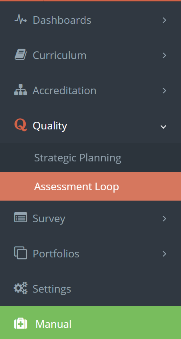 Dashboards
Curriculum
Accreditation
Quality
Strategic Planning
Assessment Loop
Survey
Portfolios
Settings
Manual